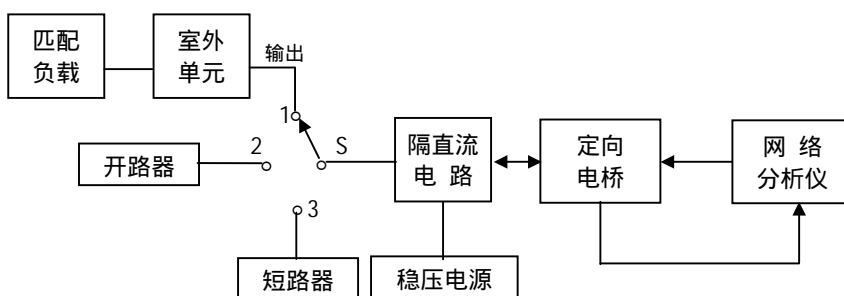 匹配
负载
室外
单元
输出
1
2
S
开路器
3
短路器
隔直流
电 路
稳压电源
定向
电桥
网 络
分析仪